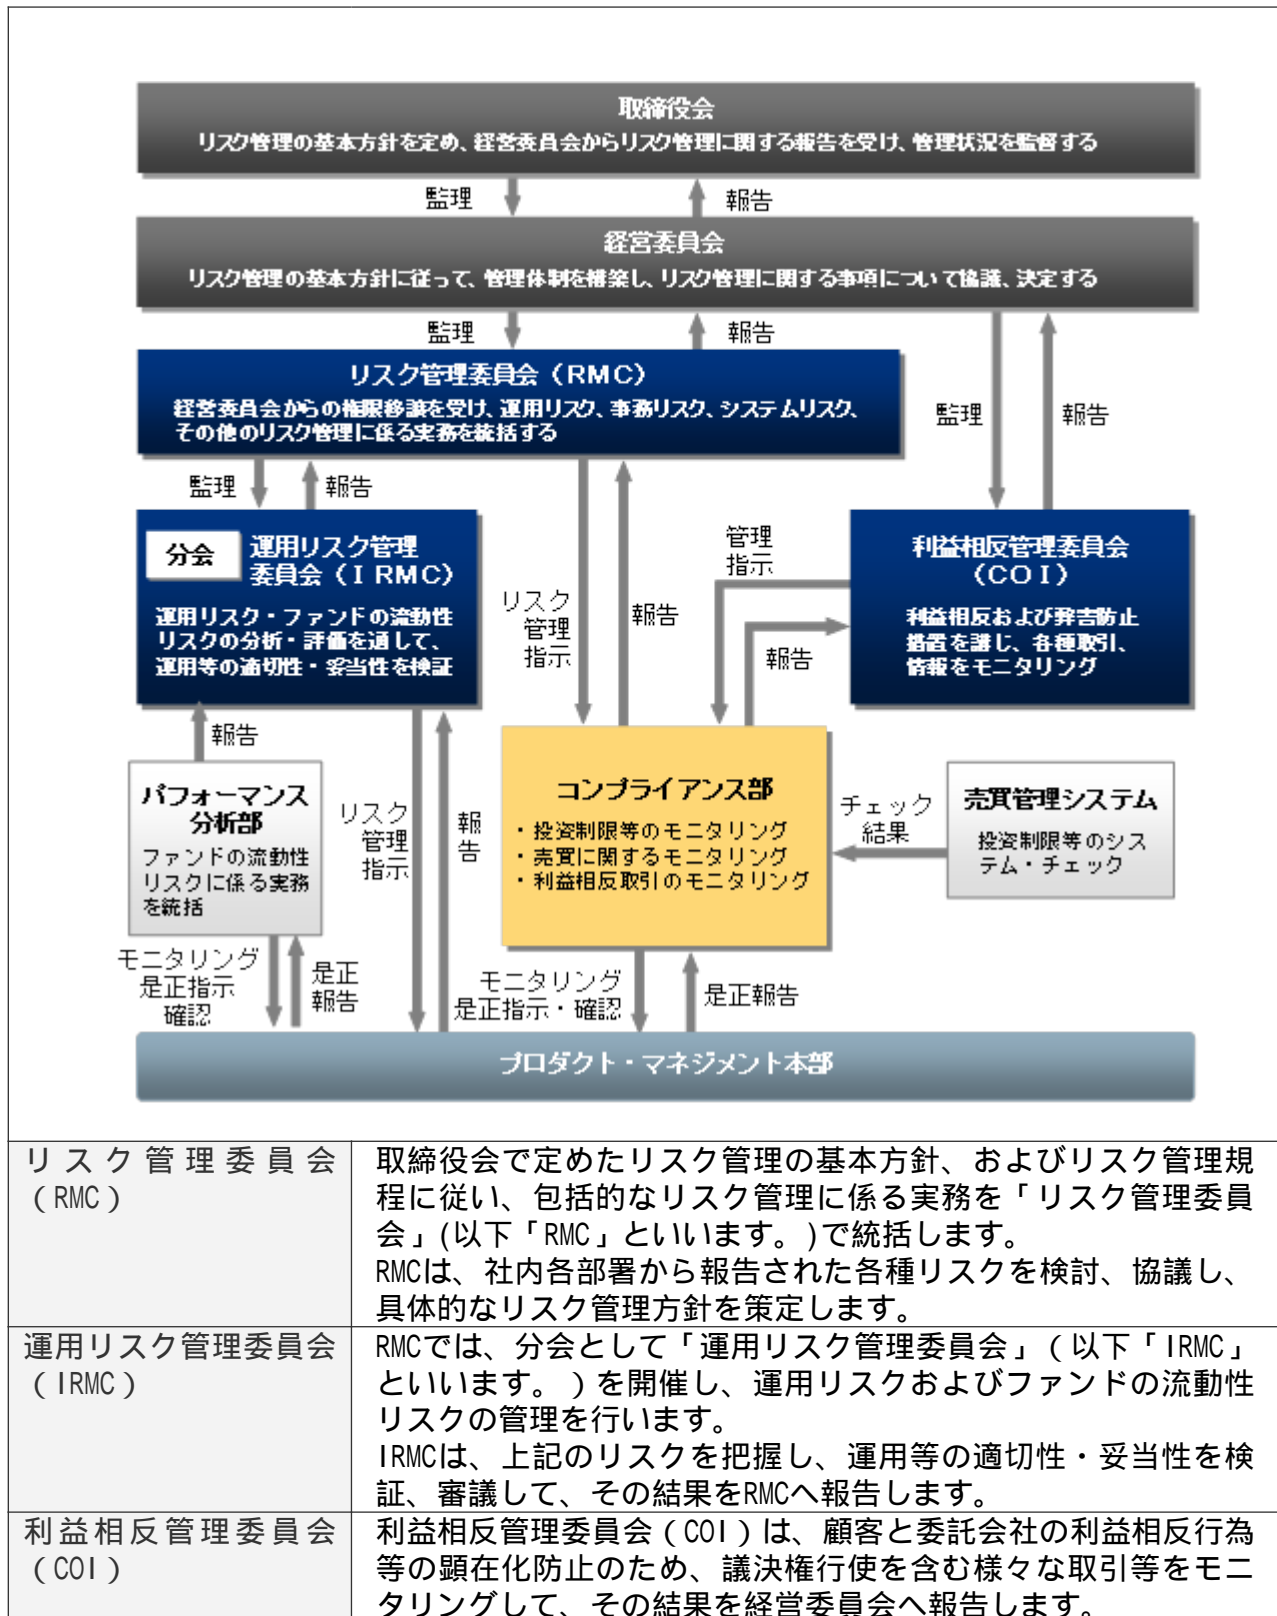 取締役会
リスク管理の基本方針を定め、経営委員会からリスク管理に関する報告を受け、管理状況を監督する
監理
報告
経営委員会
リスク管理の基本方針に従って、管理体制を構築し、リスク管理に関する事項について協議、決定する
監理
報告
リスク管理委員会（RMC）
経営委員会からの権限移譲を受け、運用リスク、事務リスク、システムリスク、
その他のリスク管理に係る実務を統括する
監理
報告
監理
報告
分会
運用リスク管理
委員会（IRMC）
運用リスク・ファンドの流動性
リスクの分析・評価を通して、
運用等の適切性・妥当性を検証
リスク
管理
指示
報告
管理
指示
報告
利益相反管理委員会
（COI）
利益相反および弊害防止
措置を講じ、各種取引、
情報をモニタリング
報告
パフォーマンス
分析部
ファンドの流動性
リスクに係る実務
を統括
リスク
管理
指示
報
告
コンプライアンス部
・投資制限等のモニタリング
・売買に関するモニタリング
・利益相反取引のモニタリング
チェック
結果
売買管理システム
投資制限等のシス
テム・チェック
モニタリング
是正指示
確認
是正
報告
モニタリング
是正指示・確認
是正報告
プロダクト・マネジメント本部
リスク管理委員会
（RMC）
取締役会で定めたリスク管理の基本方針、およびリスク管理規
程に従い、包括的なリスク管理に係る実務を「リスク管理委員
会」(以下「RMC」といいます。)で統括します。
RMCは、社内各部署から報告された各種リスクを検討、協議し、
具体的なリスク管理方針を策定します。
運用リスク管理委員会
（IRMC）
RMCでは、分会として「運用リスク管理委員会」（以下「IRMC」
といいます。）を開催し、運用リスクおよびファンドの流動性
リスクの管理を行います。
IRMCは、上記のリスクを把握し、運用等の適切性・妥当性を検
証、審議して、その結果をRMCへ報告します。
利益相反管理委員会
（COI）
利益相反管理委員会（COI）は、顧客と委託会社の利益相反行為
等の顕在化防止のため、議決権行使を含む様々な取引等をモニ
タリングして、その結果を経営委員会へ報告します。